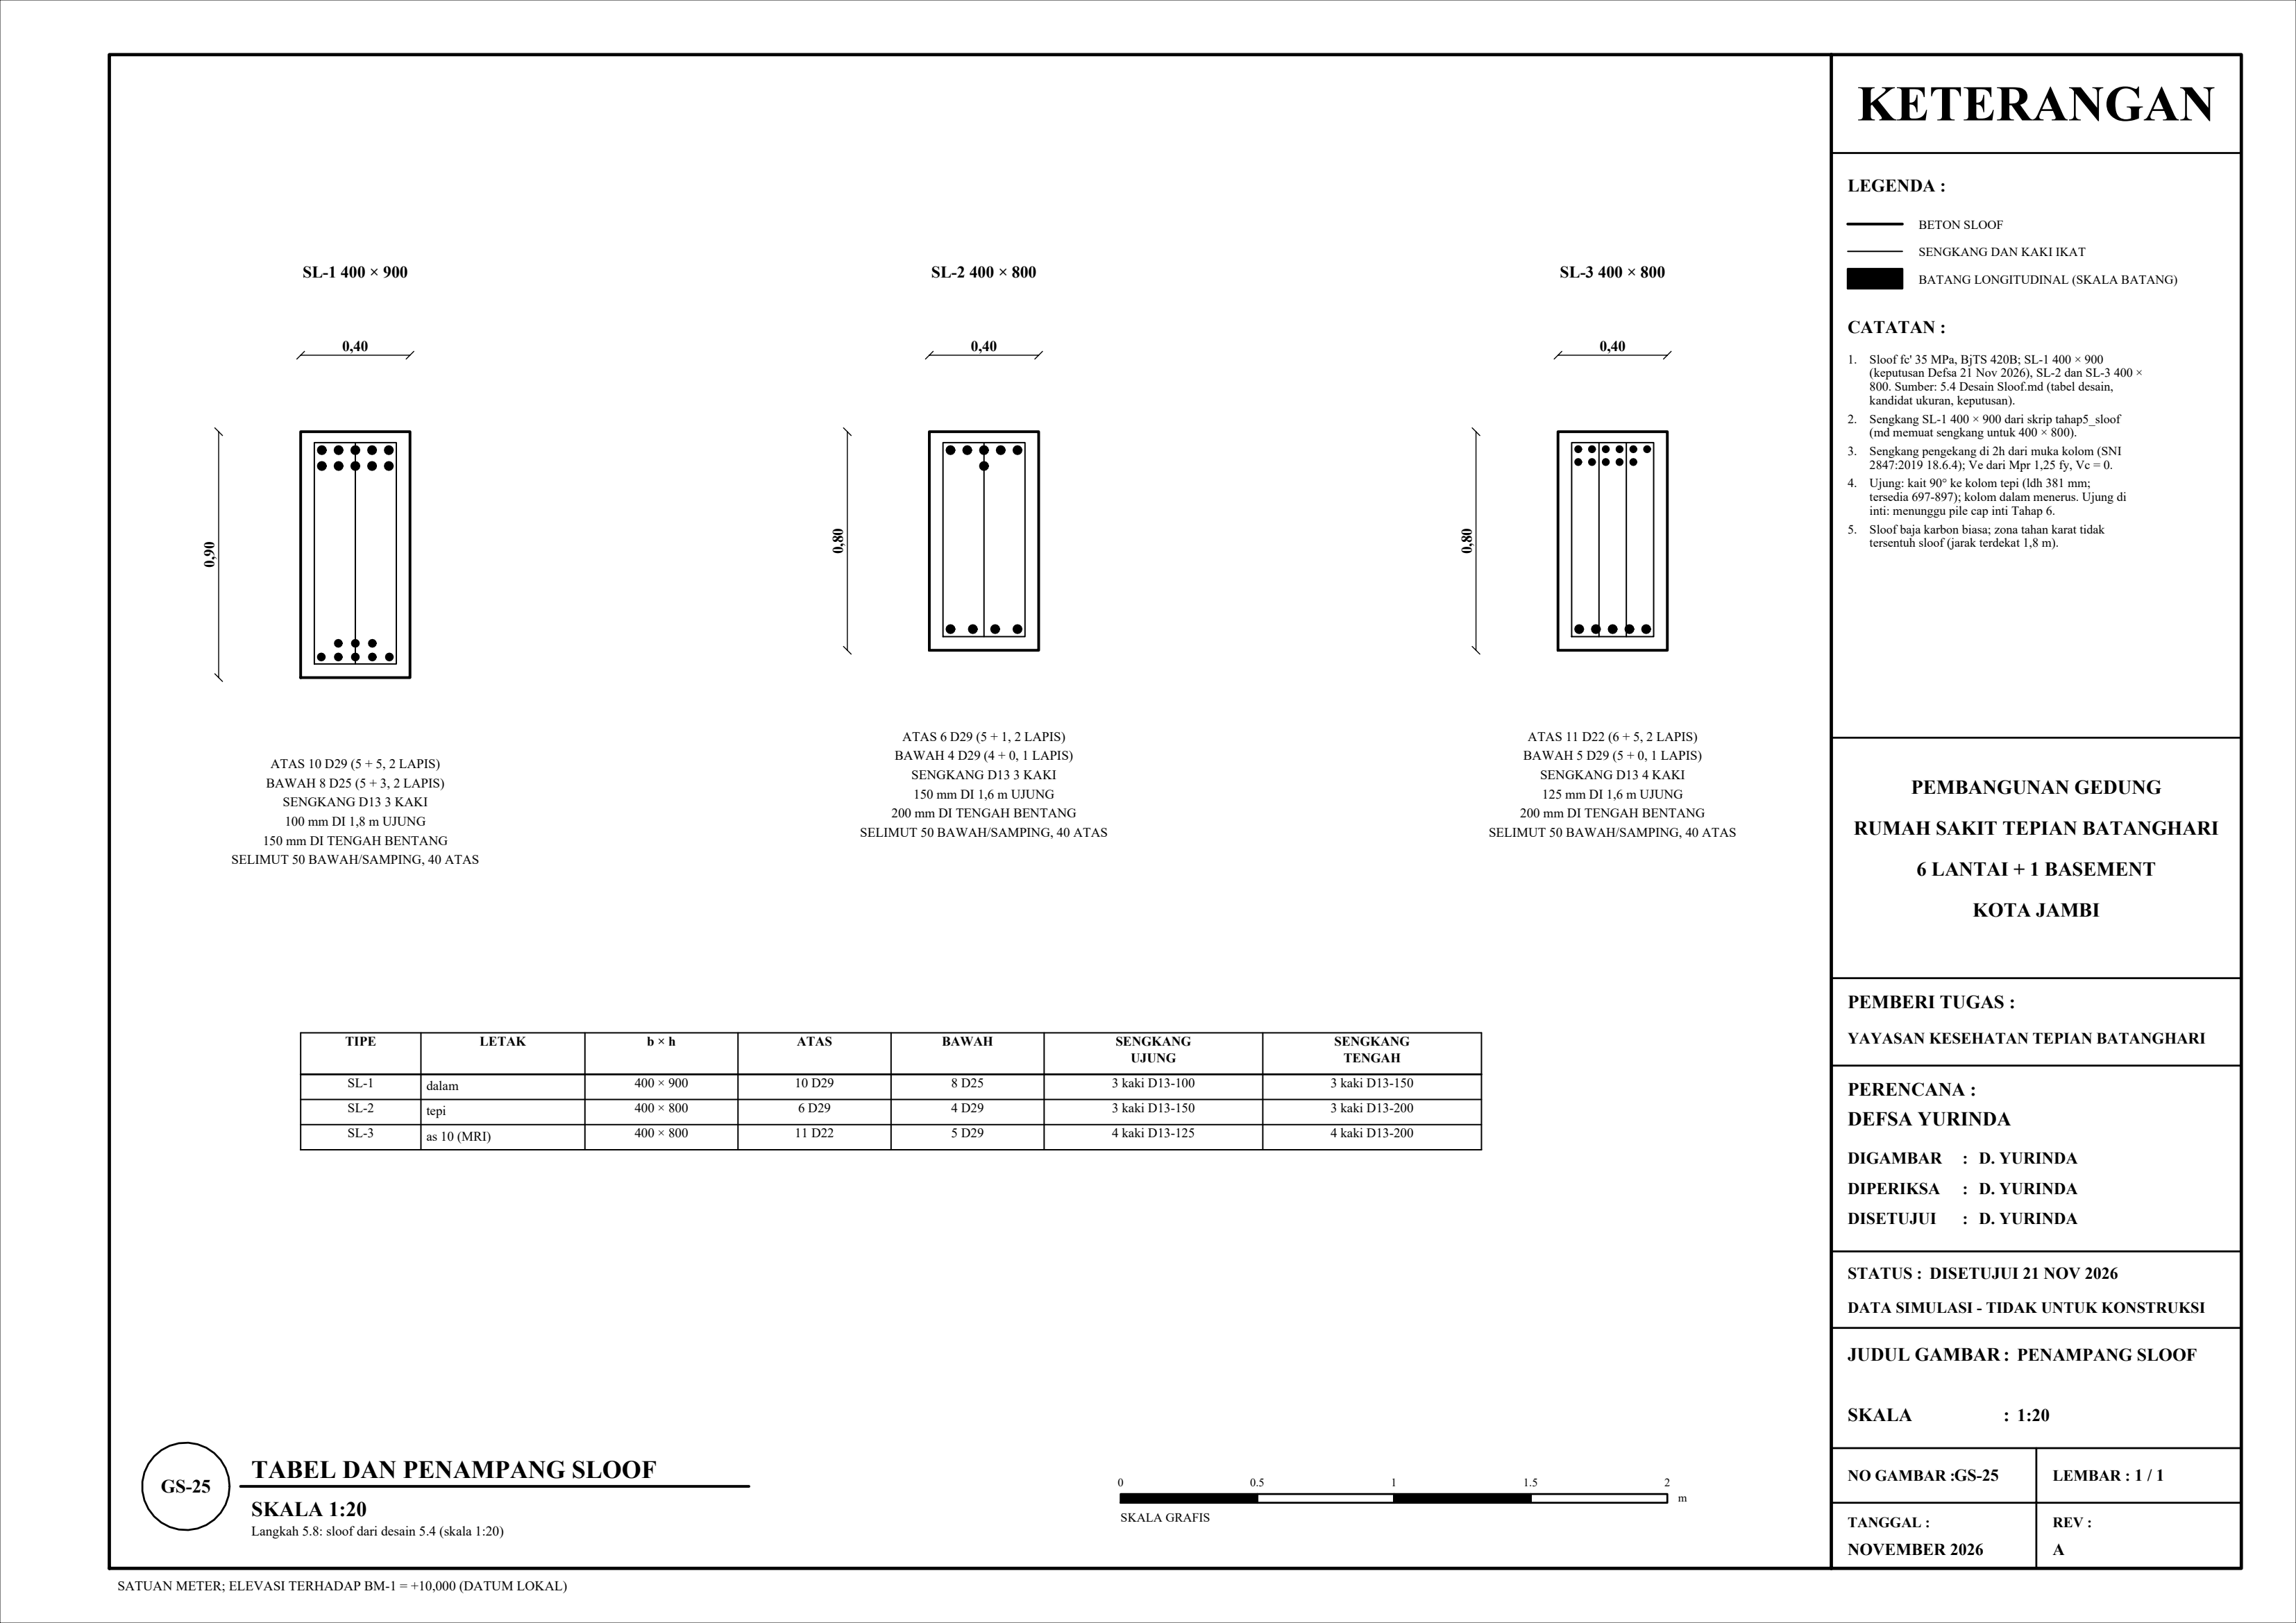 SL-1 400 × 900
0,40
0,90
ATAS 10 D29 (5 + 5, 2 LAPIS)
BAWAH 8 D25 (5 + 3, 2 LAPIS)
SENGKANG D13 3 KAKI
100 mm DI 1,8 m UJUNG
150 mm DI TENGAH BENTANG
SELIMUT 50 BAWAH/SAMPING, 40 ATAS
SL-2 400 × 800
0,40
0,80
ATAS 6 D29 (5 + 1, 2 LAPIS)
BAWAH 4 D29 (4 + 0, 1 LAPIS)
SENGKANG D13 3 KAKI
150 mm DI 1,6 m UJUNG
200 mm DI TENGAH BENTANG
SELIMUT 50 BAWAH/SAMPING, 40 ATAS
SL-3 400 × 800
0,40
0,80
ATAS 11 D22 (6 + 5, 2 LAPIS)
BAWAH 5 D29 (5 + 0, 1 LAPIS)
SENGKANG D13 4 KAKI
125 mm DI 1,6 m UJUNG
200 mm DI TENGAH BENTANG
SELIMUT 50 BAWAH/SAMPING, 40 ATAS
TIPE LETAK b × h ATAS BAWAH SENGKANG UJUNG SENGKANG TENGAH
SL-1 dalam 400 × 900 10 D29 8 D25 3 kaki D13-100 3 kaki D13-150
SL-2 tepi 400 × 800 6 D29 4 D29 3 kaki D13-150 3 kaki D13-200
SL-3 as 10 (MRI) 400 × 800 11 D22 5 D29 4 kaki D13-125 4 kaki D13-200
GS-25
TABEL DAN PENAMPANG SLOOF
SKALA 1:20
Langkah 5.8: sloof dari desain 5.4 (skala 1:20)
0 0.5 1 1.5 2
m
SKALA GRAFIS
SATUAN METER; ELEVASI TERHADAP BM-1 = +10,000 (DATUM LOKAL)
KETERANGAN
LEGENDA :
BETON SLOOF
SENGKANG DAN KAKI IKAT
BATANG LONGITUDINAL (SKALA BATANG)
CATATAN :
1. Sloof fc' 35 MPa, BjTS 420B; SL-1 400 × 900
(keputusan Defsa 21 Nov 2026), SL-2 dan SL-3 400 ×
800. Sumber: 5.4 Desain Sloof.md (tabel desain,
kandidat ukuran, keputusan).
2. Sengkang SL-1 400 × 900 dari skrip tahap5_sloof
(md memuat sengkang untuk 400 × 800).
3. Sengkang pengekang di 2h dari muka kolom (SNI
2847:2019 18.6.4); Ve dari Mpr 1,25 fy, Vc = 0.
4. Ujung: kait 90° ke kolom tepi (ldh 381 mm;
tersedia 697-897); kolom dalam menerus. Ujung di
inti: menunggu pile cap inti Tahap 6.
5. Sloof baja karbon biasa; zona tahan karat tidak
tersentuh sloof (jarak terdekat 1,8 m).
PEMBANGUNAN GEDUNG
RUMAH SAKIT TEPIAN BATANGHARI
6 LANTAI + 1 BASEMENT
KOTA JAMBI
PEMBERI TUGAS :
YAYASAN KESEHATAN TEPIAN BATANGHARI
PERENCANA :
DEFSA YURINDA
DIGAMBAR : D. YURINDA
DIPERIKSA : D. YURINDA
DISETUJUI : D. YURINDA
STATUS : DISETUJUI 21 NOV 2026
DATA SIMULASI - TIDAK UNTUK KONSTRUKSI
JUDUL GAMBAR : PENAMPANG SLOOF
SKALA : 1:20
NO GAMBAR :GS-25
LEMBAR : 1 / 1
TANGGAL :
NOVEMBER 2026
REV :
A